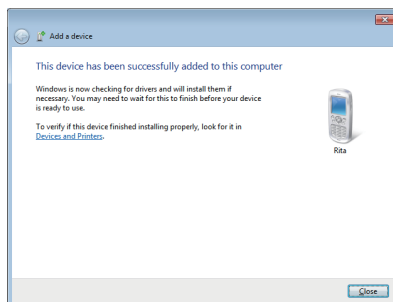 Add a device
This device has been successfully added to this computer
Windows is now checking for drivers and will install them if
necessary. You may need to wait for this to finish before your device
is ready to use.
To verify if this device finished installing properly, look for it in
Devices and Printers.
Rita
Close